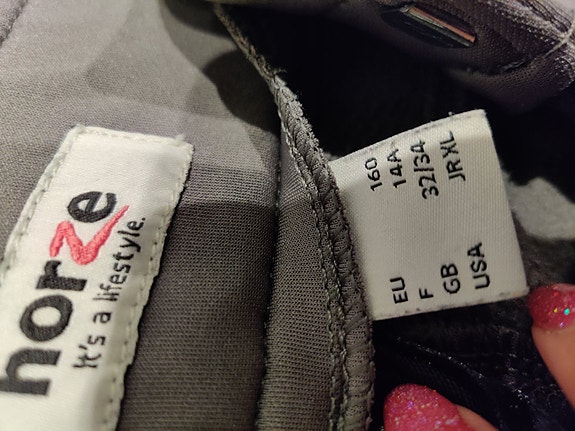 horze
It's a lifestyle.
EU 160
F 14A
GB 32/34
USA JR XL